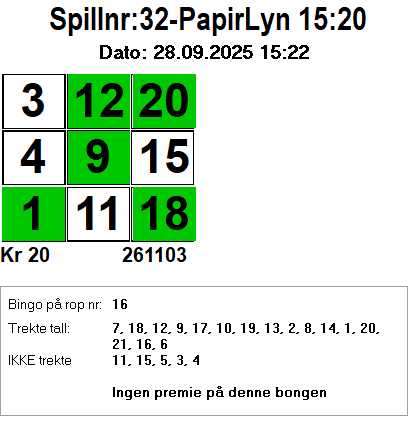 Spillnr:32-PapirLyn 15:20
Dato: 28.09.2025 15:22
3 12 20
4 9 15
1 11 18
Kr 20 261103
Bingo på rop nr: 16
Trekte tall: 7, 18, 12, 9, 17, 10, 19, 13, 2, 8, 14, 1, 20,
21, 16, 6
IKKE trekte 11, 15, 5, 3, 4
Ingen premie på denne bongen